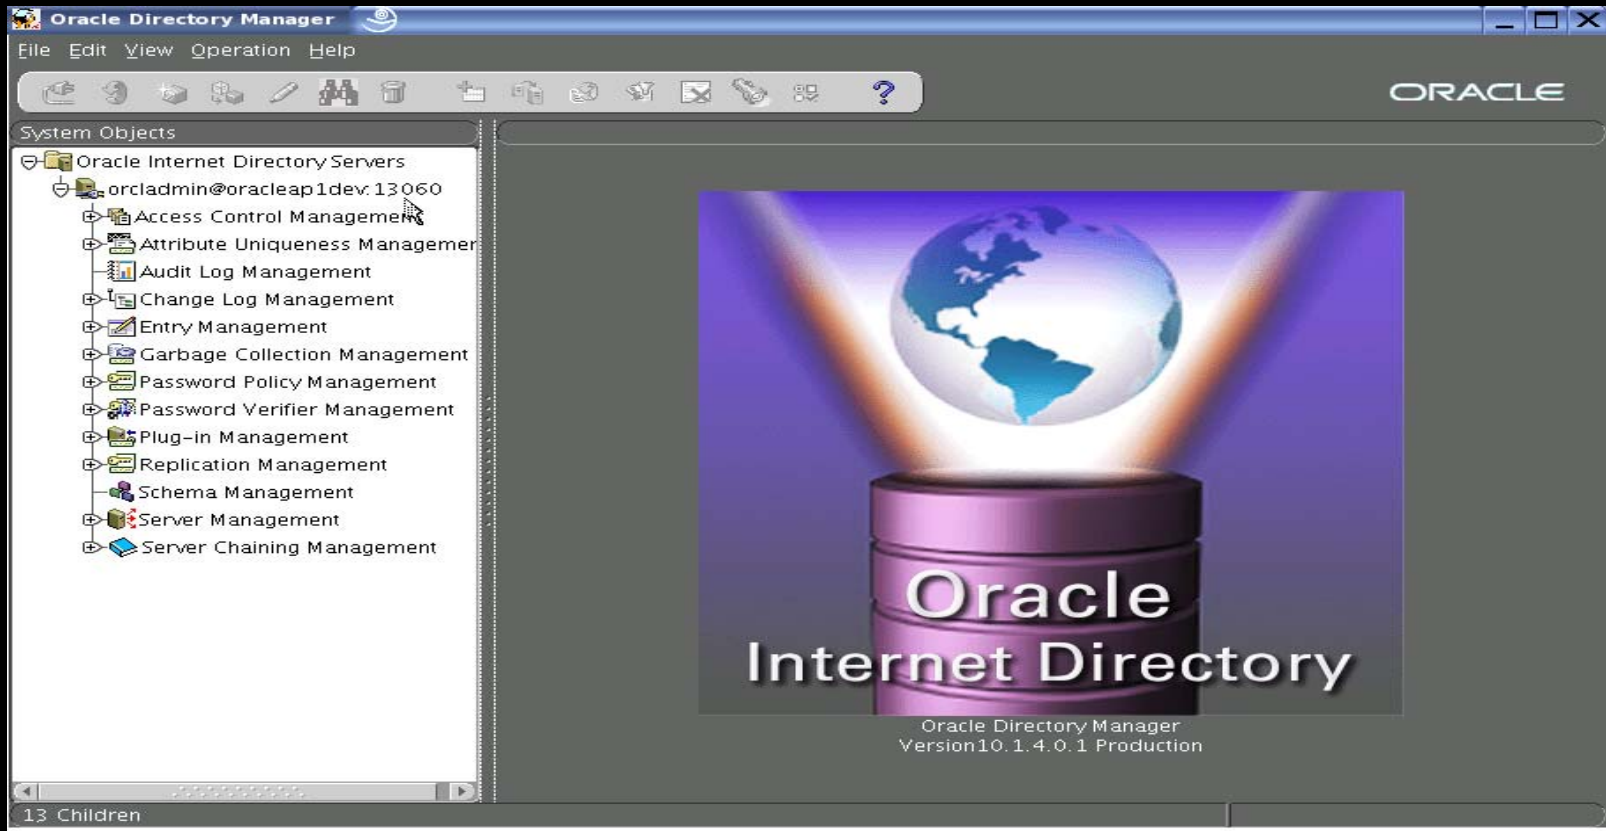 Oracle Directory Manager
File Edit View Operation Help
?
ORACLE
System Objects
Oracle Internet Directory Servers
orcladmin@oracleap1dev:13060
Access Control Management
Attribute Uniqueness Managemen
Audit Log Management
Change Log Management
Entry Management
Garbage Collection Management
Password Policy Management
Password Verifier Management
Plug-in Management
Replication Management
Schema Management
Server Management
Server Chaining Management
Oracle
Internet Directory
Oracle Directory Manager
Version10.1.4.0.1 Production
13 Children